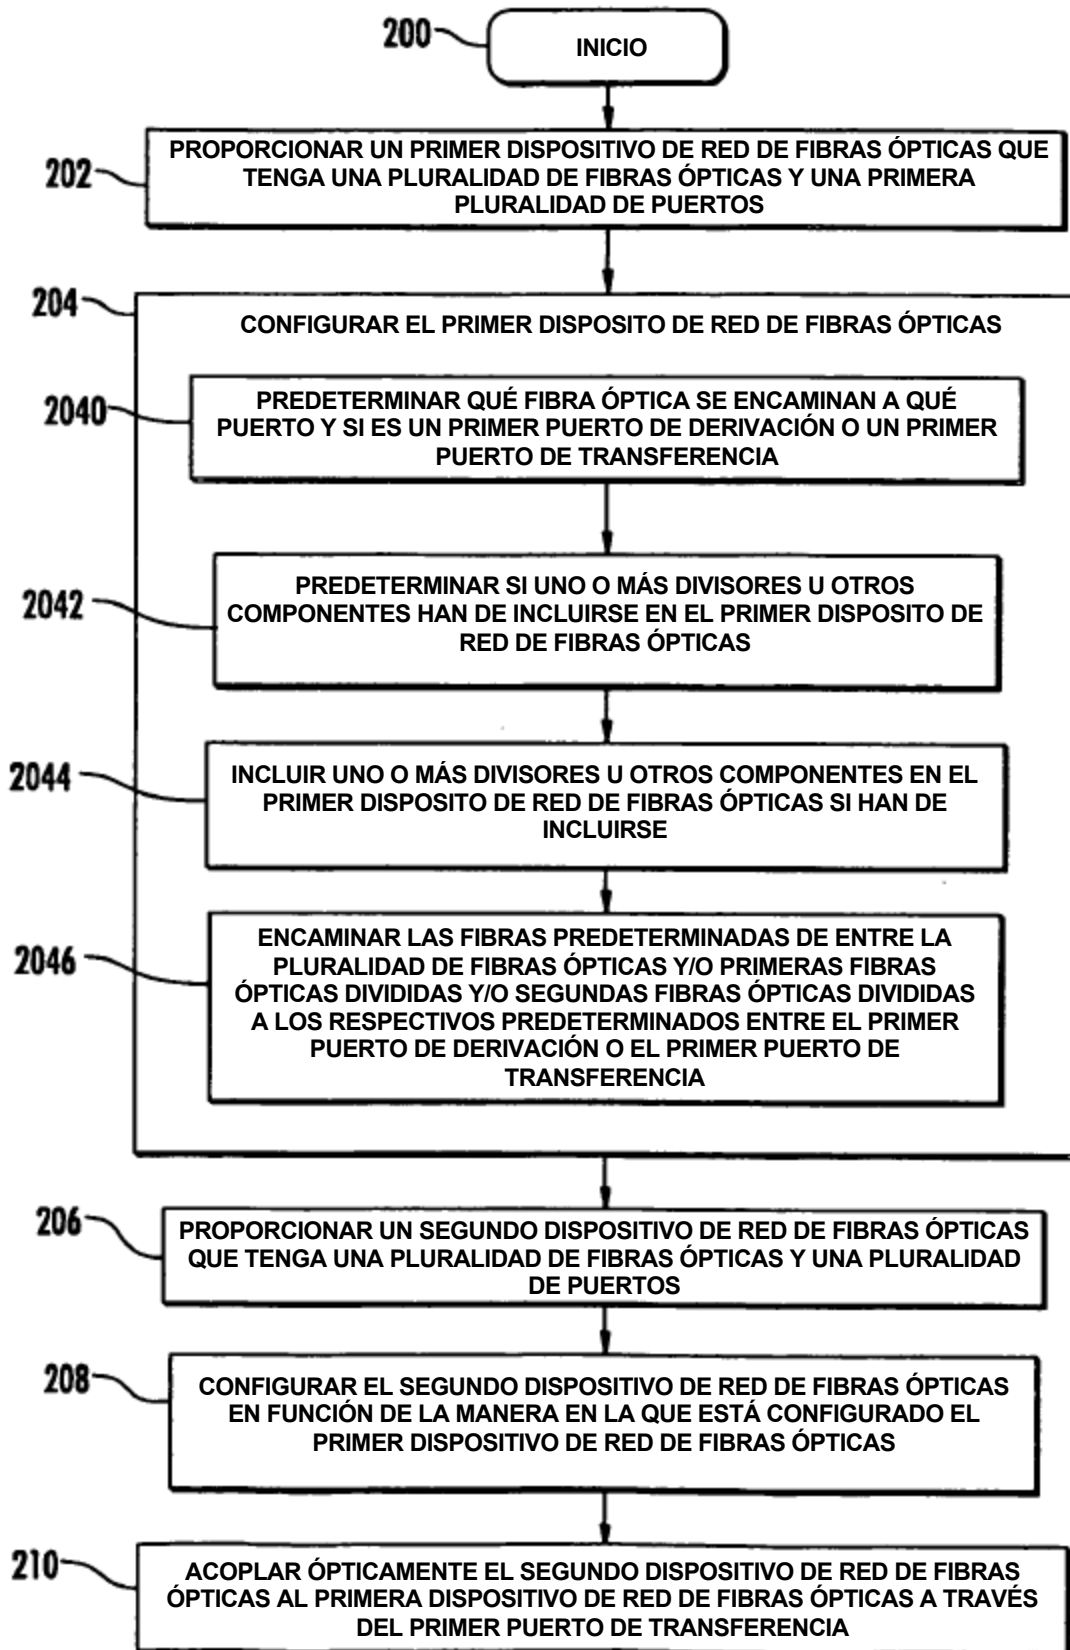 200
INICIO
202
PROPORCIONAR UN PRIMER DISPOSITIVO DE RED DE FIBRAS ÓPTICAS QUE
TENGA UNA PLURALIDAD DE FIBRAS ÓPTICAS Y UNA PRIMERA
PLURALIDAD DE PUERTOS
204
CONFIGURAR EL PRIMER DISPOSITO DE RED DE FIBRAS ÓPTICAS
2040
PREDETERMINAR QUÉ FIBRA ÓPTICA SE ENCAMINAN A QUÉ
PUERTO Y SI ES UN PRIMER PUERTO DE DERIVACIÓN O UN PRIMER
PUERTO DE TRANSFERENCIA
2042
PREDETERMINAR SI UNO O MÁS DIVISORES U OTROS
COMPONENTES HAN DE INCLUIRSE EN EL PRIMER DISPOSITO DE
RED DE FIBRAS ÓPTICAS
2044
INCLUIR UNO O MÁS DIVISORES U OTROS COMPONENTES EN EL
PRIMER DISPOSITO DE RED DE FIBRAS ÓPTICAS SI HAN DE
INCLUIRSE
2046
ENCAMINAR LAS FIBRAS PREDETERMINADAS DE ENTRE LA
PLURALIDAD DE FIBRAS ÓPTICAS Y/O PRIMERAS FIBRAS
ÓPTICAS DIVIDIDAS Y/O SEGUNDAS FIBRAS ÓPTICAS DIVIDIDAS
A LOS RESPECTIVOS PREDETERMINADOS ENTRE EL PRIMER
PUERTO DE DERIVACIÓN O EL PRIMER PUERTO DE
TRANSFERENCIA
206
PROPORCIONAR UN SEGUNDO DISPOSITIVO DE RED DE FIBRAS ÓPTICAS
QUE TENGA UNA PLURALIDAD DE FIBRAS ÓPTICAS Y UNA PLURALIDAD
DE PUERTOS
208
CONFIGURAR EL SEGUNDO DISPOSITIVO DE RED DE FIBRAS ÓPTICAS
EN FUNCIÓN DE LA MANERA EN LA QUE ESTÁ CONFIGURADO EL
PRIMER DISPOSITIVO DE RED DE FIBRAS ÓPTICAS
210
ACOPLAR ÓPTICAMENTE EL SEGUNDO DISPOSITIVO DE RED DE FIBRAS
ÓPTICAS AL PRIMERA DISPOSITIVO DE RED DE FIBRAS ÓPTICAS A TRAVÉS
DEL PRIMER PUERTO DE TRANSFERENCIA